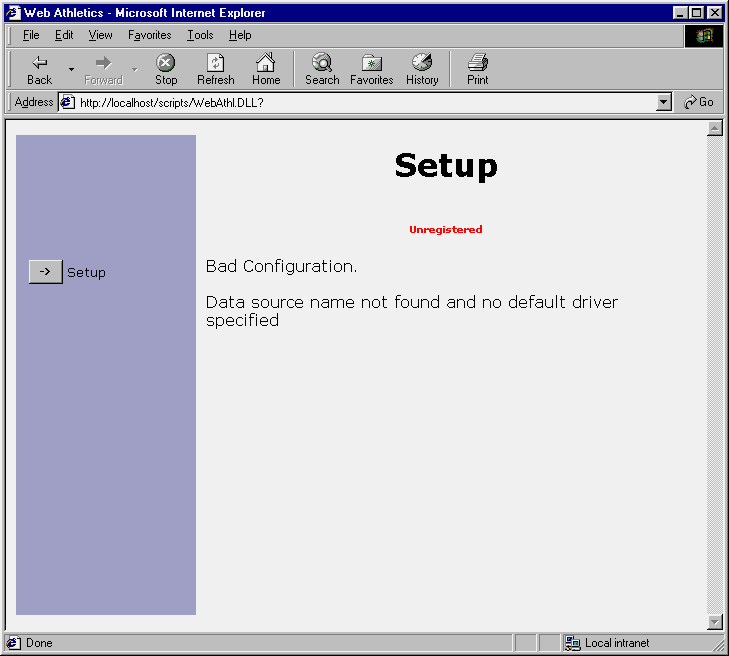 Web Athletics - Microsoft Internet Explorer
File Edit View Favorites Tools Help
Back Forward Stop Refresh Home Search Favorites History Print
Address http://localhost/scripts/WebAthl.DLL? Go
Setup
Unregistered
-> Setup
Bad Configuration.
Data source name not found and no default driver
specified
Done Local intranet